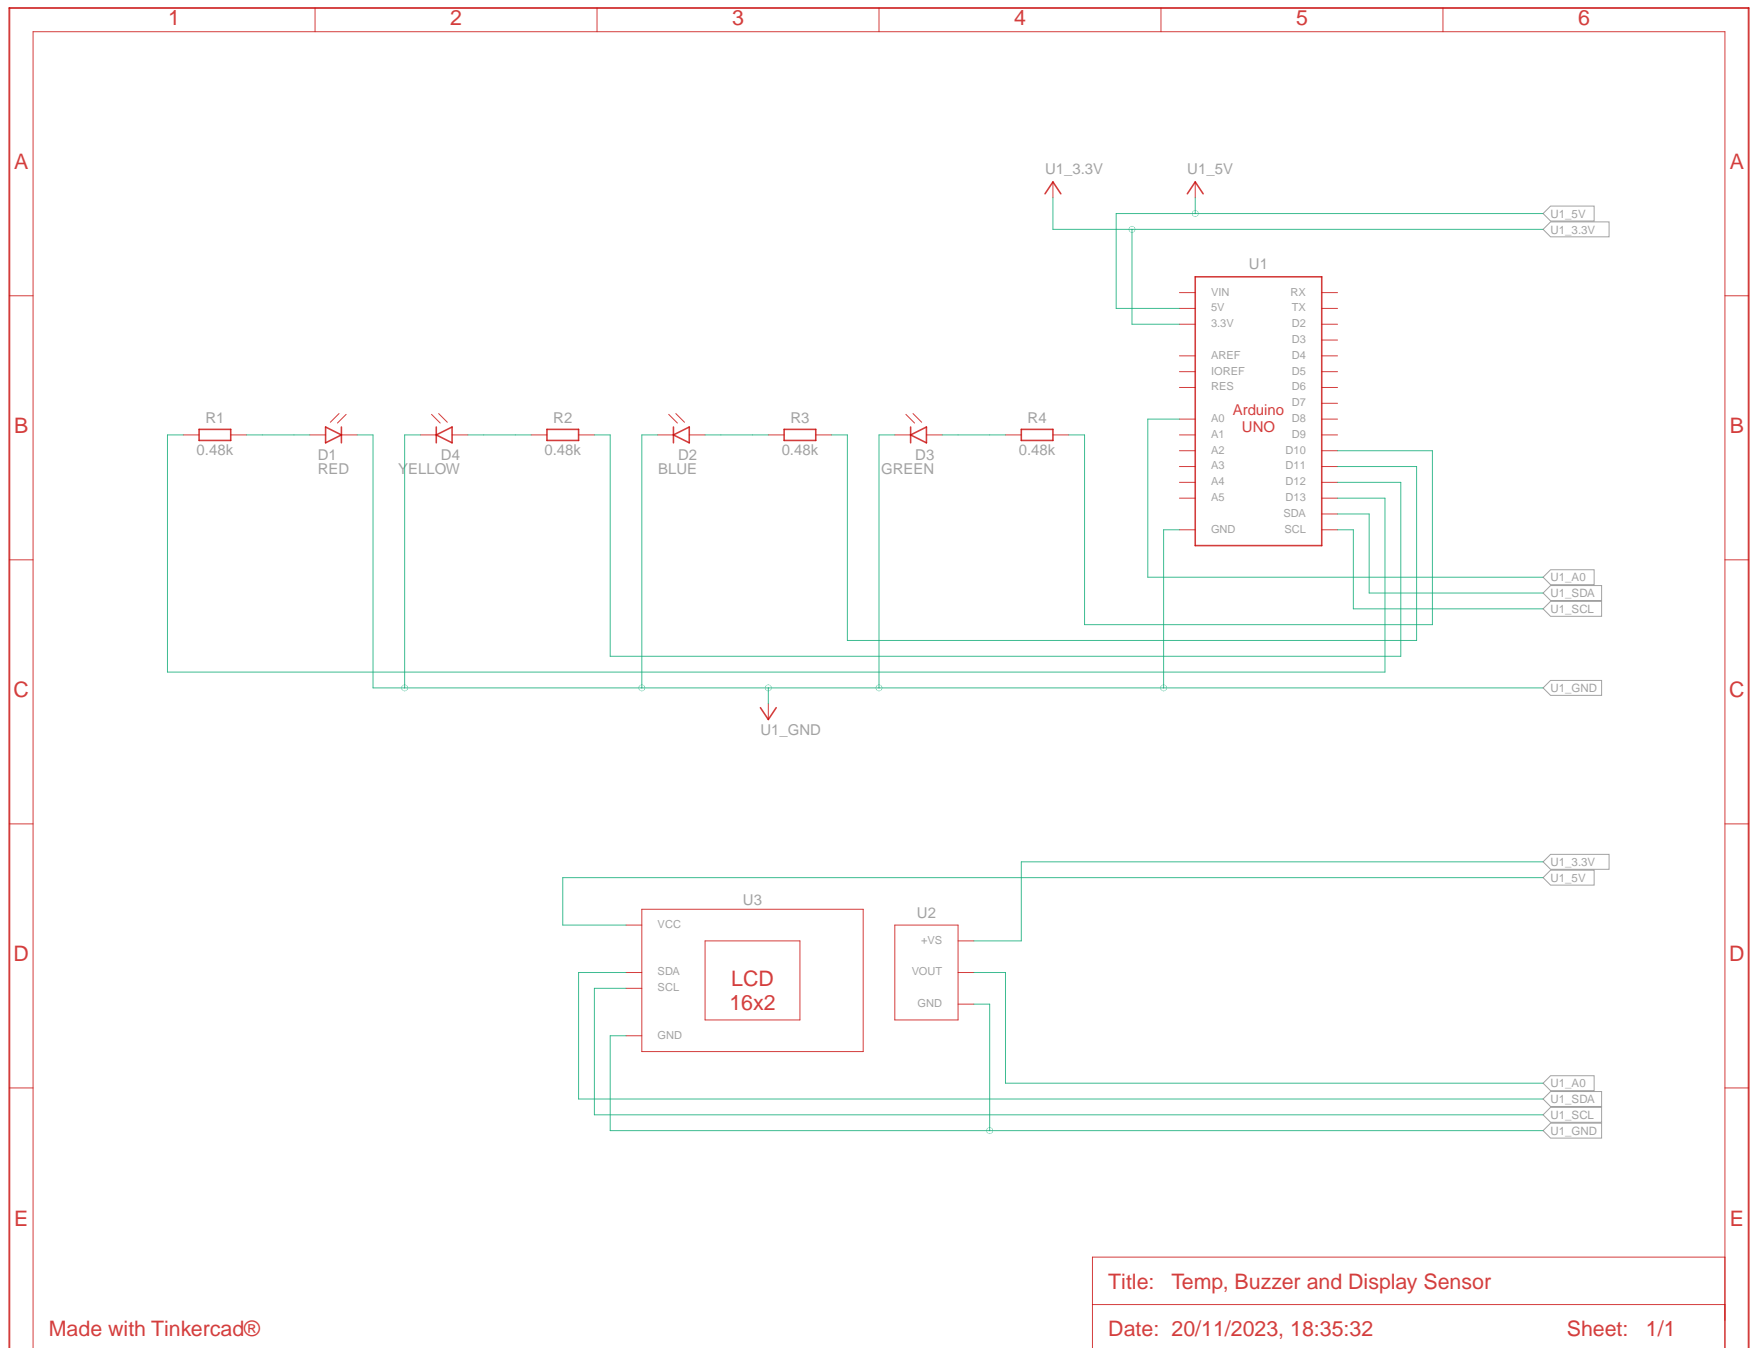 1 2 3 4 5 6
A A
U1_3.3V U1_5V
U1_5V
U1_3.3V
U1
VIN RX
5V TX
3.3V D2
D3
AREF D4
IOREF D5
RES D6
D7
A0 D8
A1 D9
A2 D10
A3 D11
A4 D12
A5 D13
SDA
GND SCL
Arduino
UNO
B B
R1 R2 R3 R4
0.48k 0.48k 0.48k 0.48k
D1 D4 D2 D3
RED YELLOW BLUE GREEN
U1_A0
U1_SDA
U1_SCL
C C
U1_GND
U1_GND
U1_3.3V
U1_5V
U3 U2
VCC
SDA
SCL
GND
LCD
16x2
+VS
VOUT
GND
D D
U1_A0
U1_SDA
U1_SCL
U1_GND
E E
Title: Temp, Buzzer and Display Sensor
Made with Tinkercad®
Date: 20/11/2023, 18:35:32 Sheet: 1/1